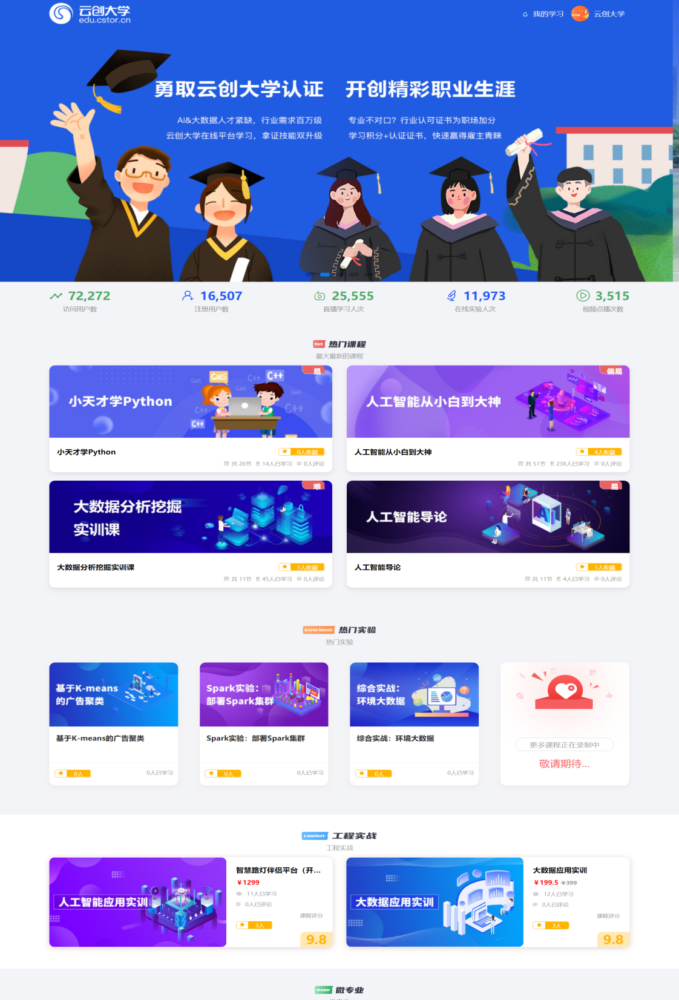 云创大学
edu.cstor.cn
我的学习
云创大学
勇取云创大学认证 开创精彩职业生涯
AI&大数据人才紧缺，行业需求百万级 专业不对口？行业认可证书为职场加分
云创大学在线平台学习，拿证技能双升级 学习积分+认证证书，快速赢得雇主青睐
72,272
访问用户数
16,507
注册用户数
25,555
直播学习人次
11,973
在线实验人次
3,515
视频点播次数
hot 热门课程
最火最新的课程
易
小天才学Python
CMS
C++
CMS
C++
CMS
CMS
C++
C++
C++
小天才学Python
0人收藏
共 26节 14人已学习 0人评论
偏易
人工智能从小白到大神
人工智能从小白到大神
4人收藏
共 51节 238人已学习 0人评论
难
大数据分析挖掘
实训课
大数据分析挖掘实训课
1人收藏
共 11节 45人已学习 0人评论
易
人工智能导论
AI
人工智能导论
1人收藏
共 11节 4人已学习 0人评论
experiment 热门实验
热门实验
基于K-means
的广告聚类
基于K-means的广告聚类
0人
0人已学习
Spark实验：
部署Spark集群
Spark实验：部署Spark集群
0人
0人已学习
综合实战：
环境大数据
综合实战：环境大数据
0人
0人已学习
更多课程正在录制中
敬请期待...
combat 工程实战
工程实战
人工智能应用实训
智慧路灯伴侣平台（开...
￥1299
11人已学习
0人已评论
课程评分
3人
9.8
大数据应用实训
大数据应用实训
￥199.5 ￥399
12人已学习
0人已评论
课程评分
3人
9.8
major 微专业